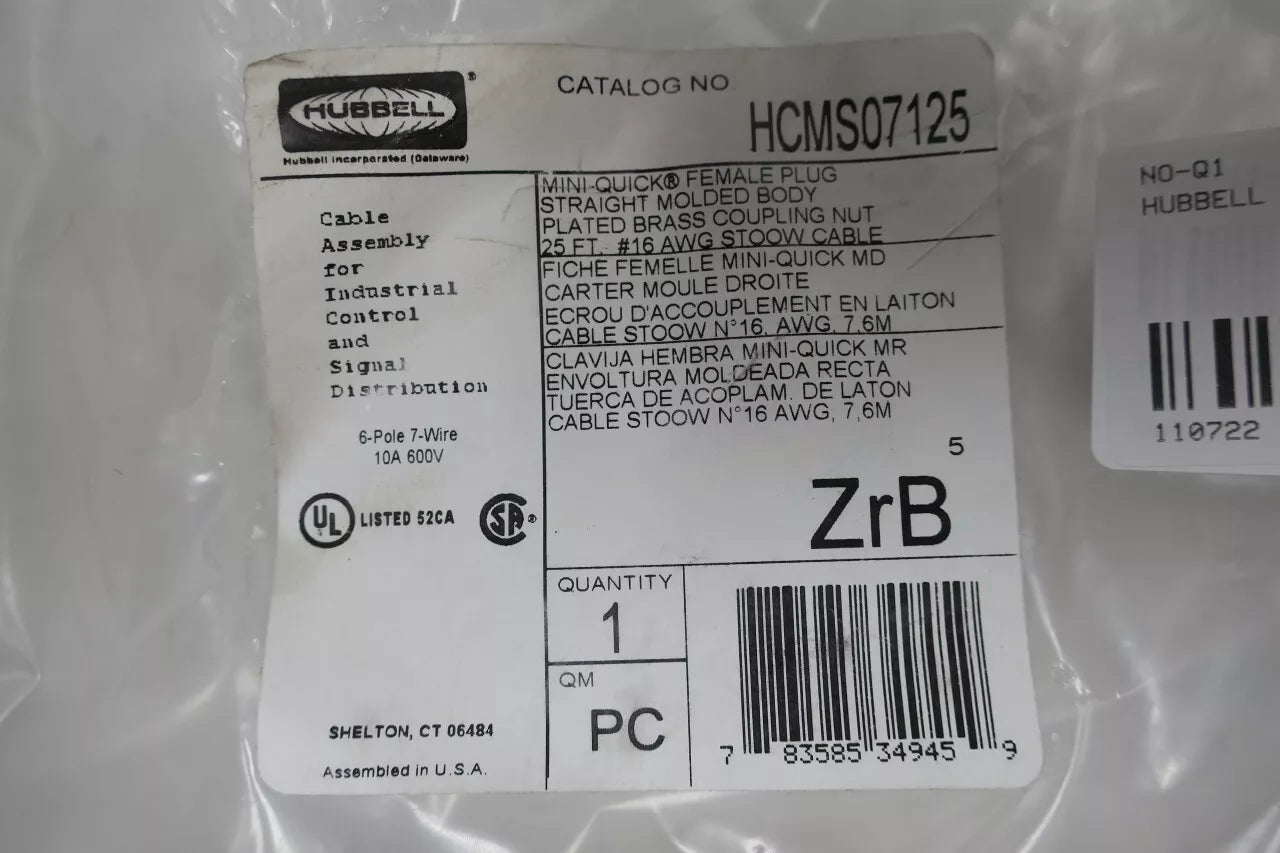 HUBBELL®
Hubbell Incorporated (Delaware)
CATALOG NO.
HCMS07125
Cable
Assembly
for
Industrial
Control
and
Signal
Distribution
6-Pole 7-Wire
10A 600V
UL LISTED 52CA SA®
SHELTON, CT 06484
Assembled in U.S.A.
MINI-QUICK® FEMALE PLUG
STRAIGHT MOLDED BODY
PLATED BRASS COUPLING NUT
25 FT. #16 AWG STOOW CABLE
FICHE FEMELLE MINI-QUICK MD
CARTER MOULE DROITE
ECROU D'ACCOUPLEMENT EN LAITON
CABLE STOOW N°16, AWG, 7,6M
CLAVIJA HEMBRA MINI-QUICK MR
ENVOLTURA MOLDEADA RECTA
TUERCA DE ACOPLAM. DE LATON
CABLE STOOW N°16 AWG, 7,6M
5
ZrB
QUANTITY
1
QM
PC
7 83585 34945 9
NO-Q1
HUBBELL
110722